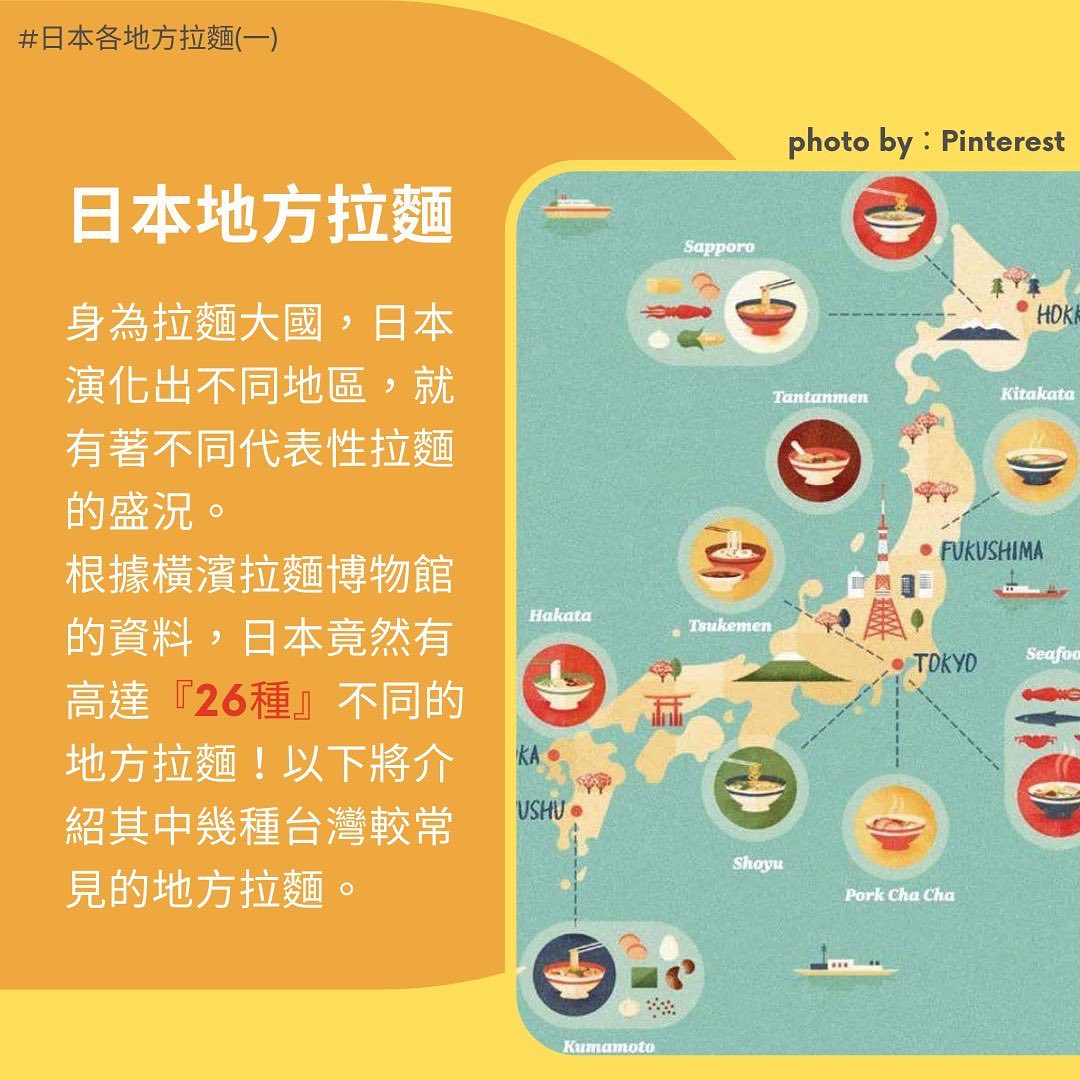 #日本各地方拉麵(一)
photo by：Pinterest
日本地方拉麵
身為拉麵大國，日本
演化出不同地區，就
有著不同代表性拉麵
的盛況。
根據橫濱拉麵博物館
的資料，日本竟然有
高達『26種』不同的
地方拉麵！以下將介
紹其中幾種台灣較常
見的地方拉麵。
Sapporo
HOKK
Tantanmen
Kitakata
FUKUSHIMA
Hakata
Tsukemen
TOKYO
Seafoo
KA
USHU
Shoyu
Pork Cha Cha
Kumamoto